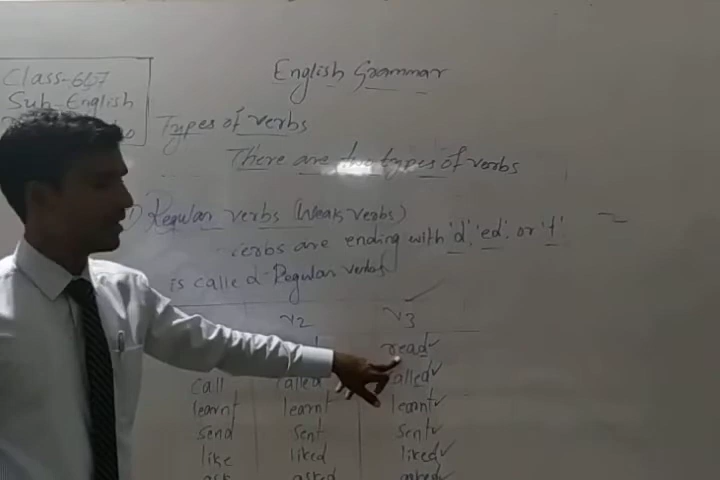 Class-6&7
Sub-English
English Grammar
Types of verbs
There are two types of verbs
1) Regular verbs (Weak verbs)
verbs are ending with 'd', 'ed' or 't'
is called Regular verbs
v2 v3
read
call called called
learnt learnt learnt
send sent sent
like liked liked
ask asked asked